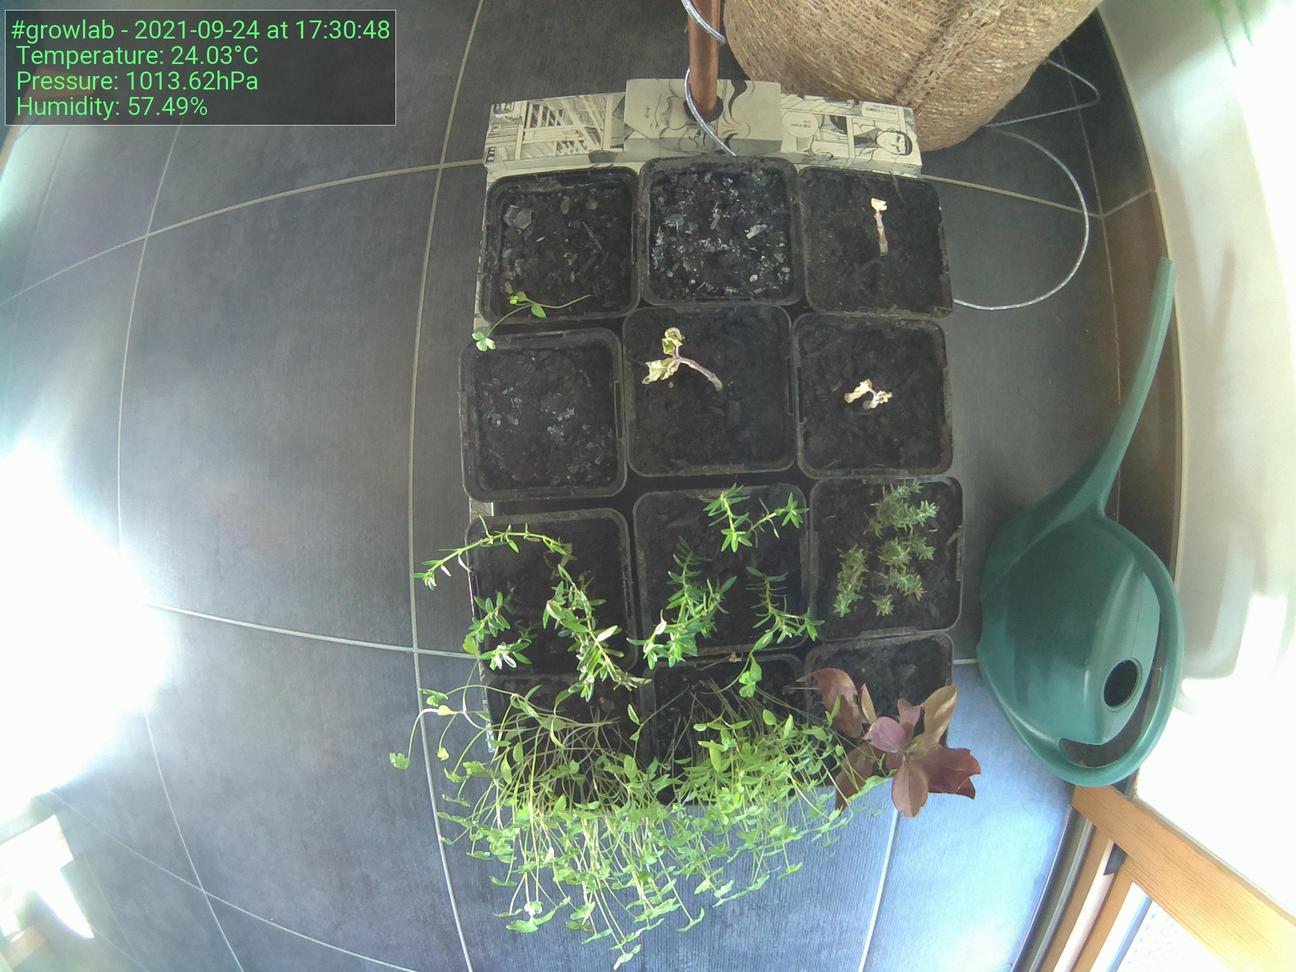 #growlab - 2021-09-24 at 17:30:48
Temperature: 24.03°C
Pressure: 1013.62hPa
Humidity: 57.49%